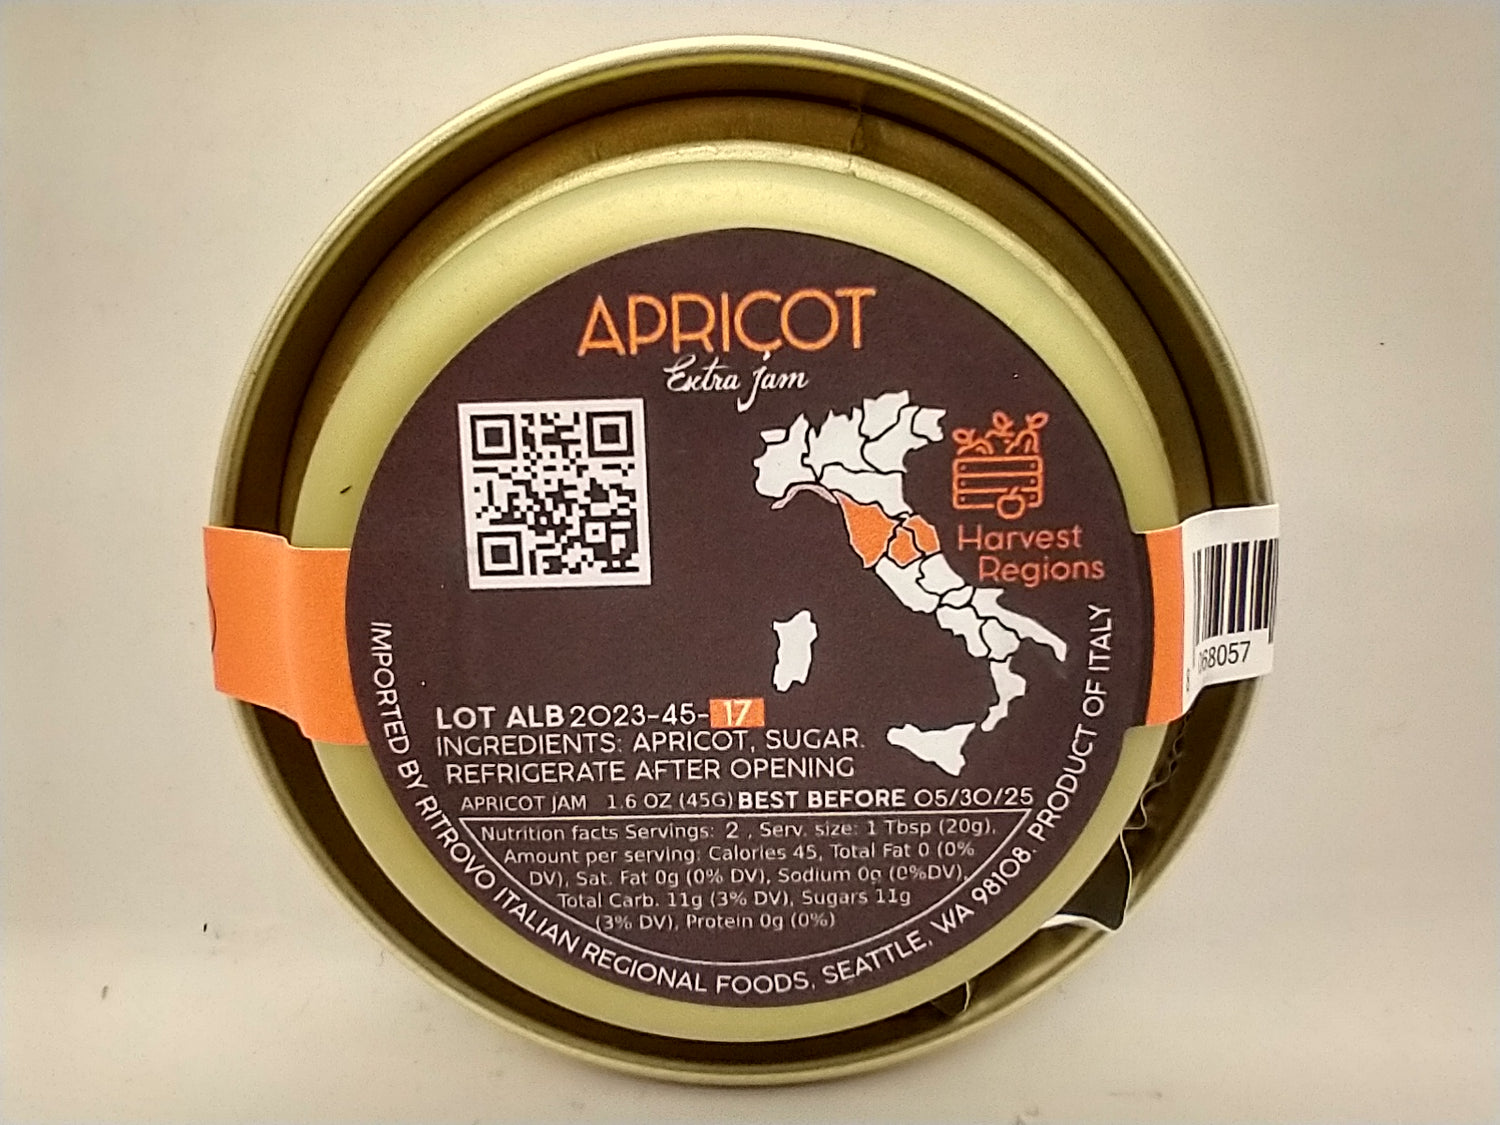 APRICOT
Extra jam
Harvest
Regions
LOT ALB 2023-45-17
INGREDIENTS: APRICOT, SUGAR.
REFRIGERATE AFTER OPENING
APRICOT JAM 1.6 OZ (45G) BEST BEFORE 05/30/25
Nutrition facts Servings: 2 , Serv. size: 1 Tbsp (20g),
Amount per serving: Calories 45, Total Fat 0 (0%
DV), Sat. Fat 0g (0% DV), Sodium 0g (0%DV),
Total Carb. 11g (3% DV), Sugars 11g
(3% DV), Protein 0g (0%)
IMPORTED BY RITROVO ITALIAN REGIONAL FOODS, SEATTLE, WA 98108. PRODUCT OF ITALY
8 068057